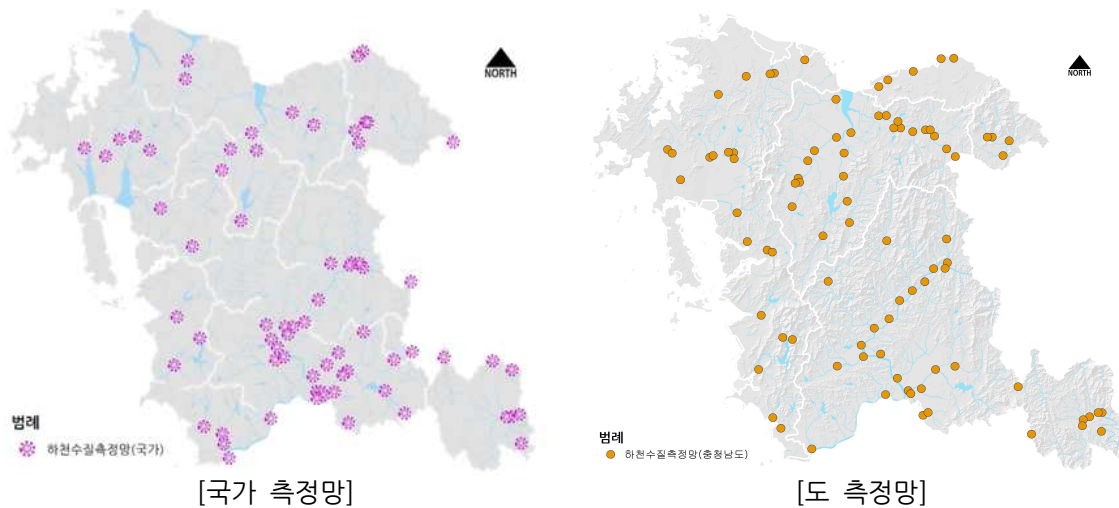 NORTH
범례
하천수질측정망(국가)
[국가 측정망]
NORTH
범례
하천수질측정망(충청남도)
[도 측정망]